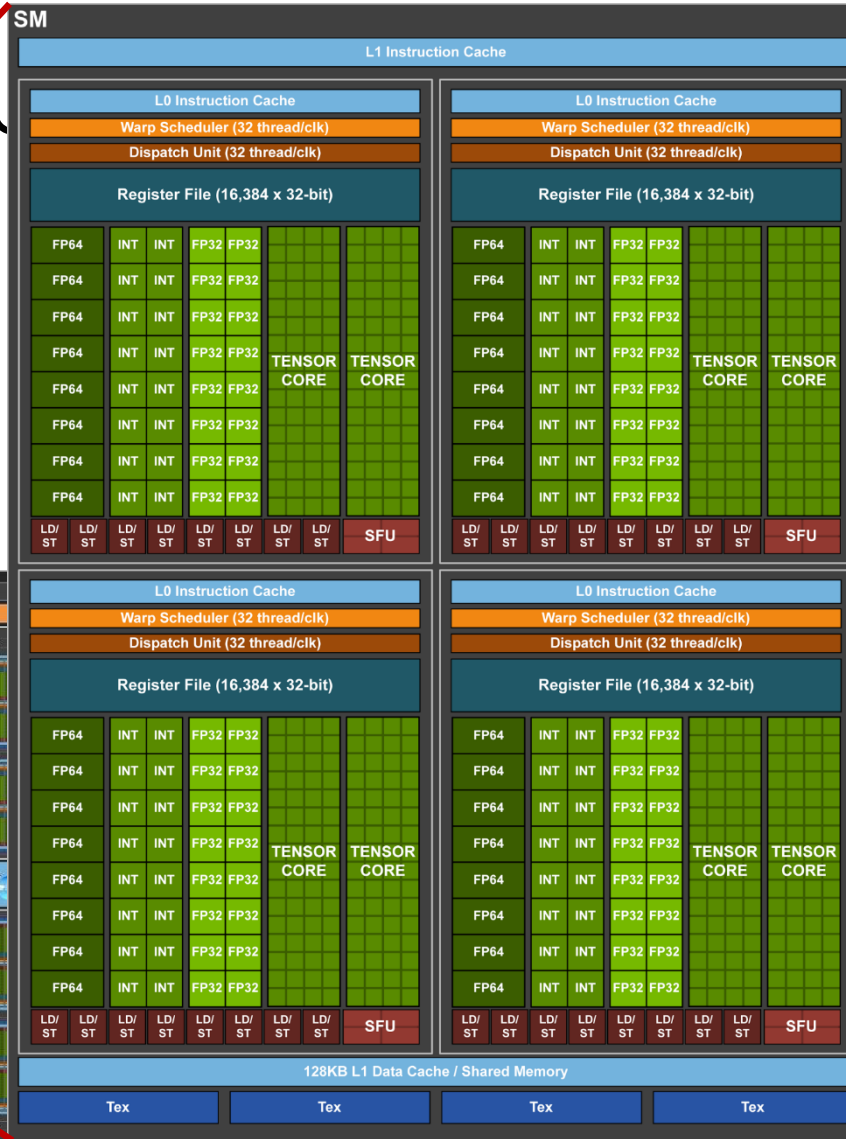 SM
L1 Instruction Cache
L0 Instruction Cache
Warp Scheduler (32 thread/clk)
Dispatch Unit (32 thread/clk)
Register File (16,384 x 32-bit)
FP64 INT INT FP32 FP32
FP64 INT INT FP32 FP32
FP64 INT INT FP32 FP32
FP64 INT INT FP32 FP32
TENSOR TENSOR
CORE CORE
FP64 INT INT FP32 FP32
FP64 INT INT FP32 FP32
FP64 INT INT FP32 FP32
FP64 INT INT FP32 FP32
LD/ LD/ LD/ LD/ LD/ LD/ LD/ LD/
ST ST ST ST ST ST ST ST
SFU
L0 Instruction Cache
Warp Scheduler (32 thread/clk)
Dispatch Unit (32 thread/clk)
Register File (16,384 x 32-bit)
FP64 INT INT FP32 FP32
FP64 INT INT FP32 FP32
FP64 INT INT FP32 FP32
FP64 INT INT FP32 FP32
TENSOR TENSOR
CORE CORE
FP64 INT INT FP32 FP32
FP64 INT INT FP32 FP32
FP64 INT INT FP32 FP32
FP64 INT INT FP32 FP32
LD/ LD/ LD/ LD/ LD/ LD/ LD/ LD/
ST ST ST ST ST ST ST ST
SFU
L0 Instruction Cache
Warp Scheduler (32 thread/clk)
Dispatch Unit (32 thread/clk)
Register File (16,384 x 32-bit)
FP64 INT INT FP32 FP32
FP64 INT INT FP32 FP32
FP64 INT INT FP32 FP32
FP64 INT INT FP32 FP32
TENSOR TENSOR
CORE CORE
FP64 INT INT FP32 FP32
FP64 INT INT FP32 FP32
FP64 INT INT FP32 FP32
FP64 INT INT FP32 FP32
LD/ LD/ LD/ LD/ LD/ LD/ LD/ LD/
ST ST ST ST ST ST ST ST
SFU
L0 Instruction Cache
Warp Scheduler (32 thread/clk)
Dispatch Unit (32 thread/clk)
Register File (16,384 x 32-bit)
FP64 INT INT FP32 FP32
FP64 INT INT FP32 FP32
FP64 INT INT FP32 FP32
FP64 INT INT FP32 FP32
TENSOR TENSOR
CORE CORE
FP64 INT INT FP32 FP32
FP64 INT INT FP32 FP32
FP64 INT INT FP32 FP32
FP64 INT INT FP32 FP32
LD/ LD/ LD/ LD/ LD/ LD/ LD/ LD/
ST ST ST ST ST ST ST ST
SFU
128KB L1 Data Cache / Shared Memory
Tex Tex Tex Tex